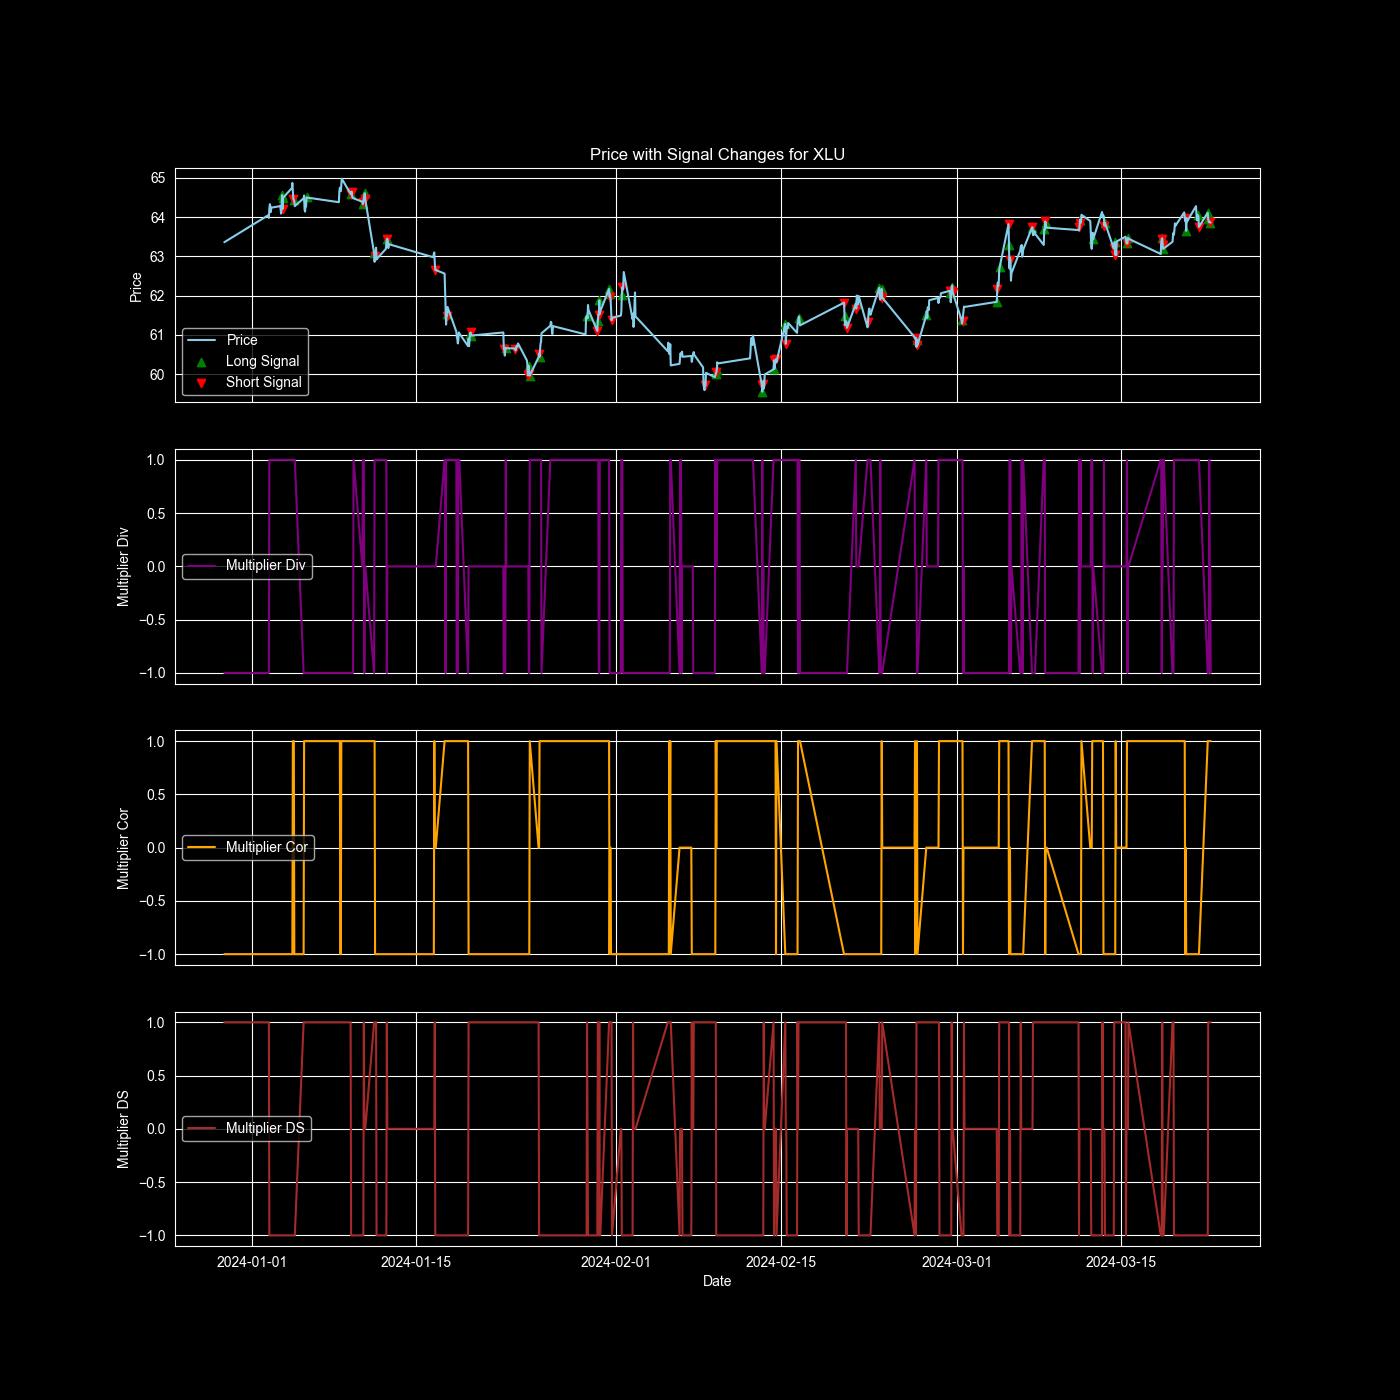 Price with Signal Changes for XLU
65
64
63
62
61
60
Price
Price
Long Signal
Short Signal
1.0
0.5
0.0
−0.5
−1.0
Multiplier Div
Multiplier Div
1.0
0.5
0.0
−0.5
−1.0
Multiplier Cor
Multiplier Cor
1.0
0.5
0.0
−0.5
−1.0
Multiplier DS
Multiplier DS
2024-01-01 2024-01-15 2024-02-01 2024-02-15 2024-03-01 2024-03-15
Date